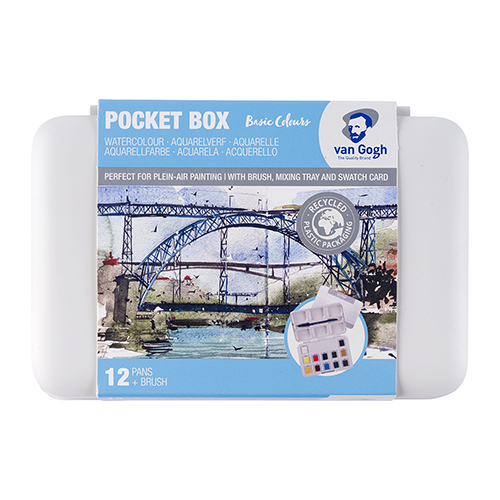 POCKET BOX Basic Colours
WATERCOLOUR · AQUARELVERF · AQUARELLE
AQUARELLFARBE · ACUARELA · ACQUERELLO
van Gogh
The Quality Brand
PERFECT FOR PLEIN-AIR PAINTING I WITH BRUSH, MIXING TRAY AND SWATCH CARD
RECYCLED
PLASTIC PACKAGING
12 PANS
+ BRUSH